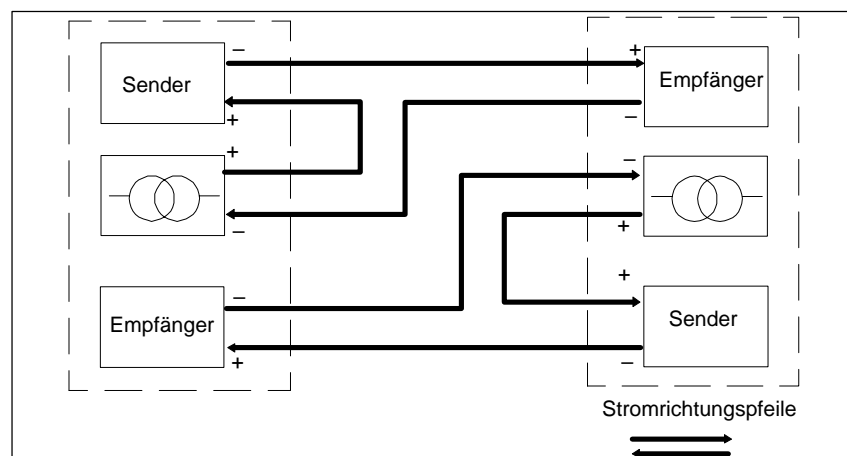 – +
Sender Empfänger
+ –
+ –
– +
– +
Empfänger Sender
+ –
Stromrichtungspfeile